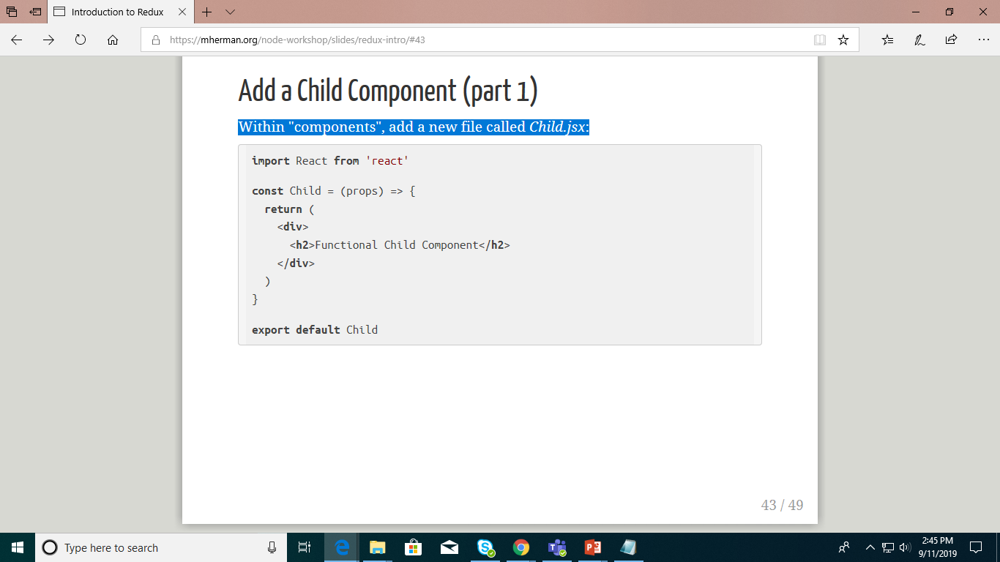 Introduction to Redux
https://mherman.org/node-workshop/slides/redux-intro/#43
Add a Child Component (part 1)
Within "components", add a new file called Child.jsx:
import React from 'react'
const Child = (props) => {
return (
<div>
<h2>Functional Child Component</h2>
</div>
)
}
export default Child
43 / 49
Type here to search
2:45 PM
9/11/2019